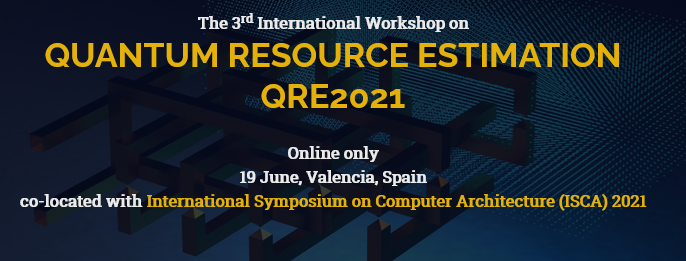 The 3rd International Workshop on
QUANTUM RESOURCE ESTIMATION
QRE2021
Online only
19 June, Valencia, Spain
co-located with International Symposium on Computer Architecture (ISCA) 2021